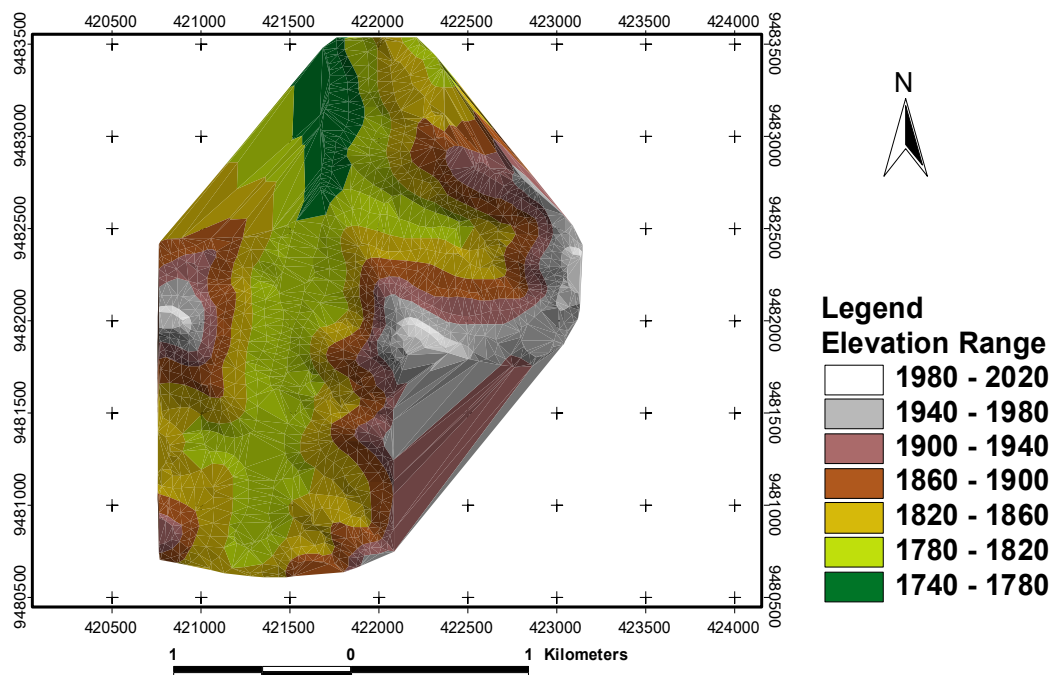 420500 421000 421500 422000 422500 423000 423500 424000
9483500 9483500
9483000 9483000
9482500 9482500
9482000 9482000
9481500 9481500
9481000 9481000
9480500 9480500
420500 421000 421500 422000 422500 423000 423500 424000
1 0 1 Kilometers
N
Legend
Elevation Range
1980 - 2020
1940 - 1980
1900 - 1940
1860 - 1900
1820 - 1860
1780 - 1820
1740 - 1780